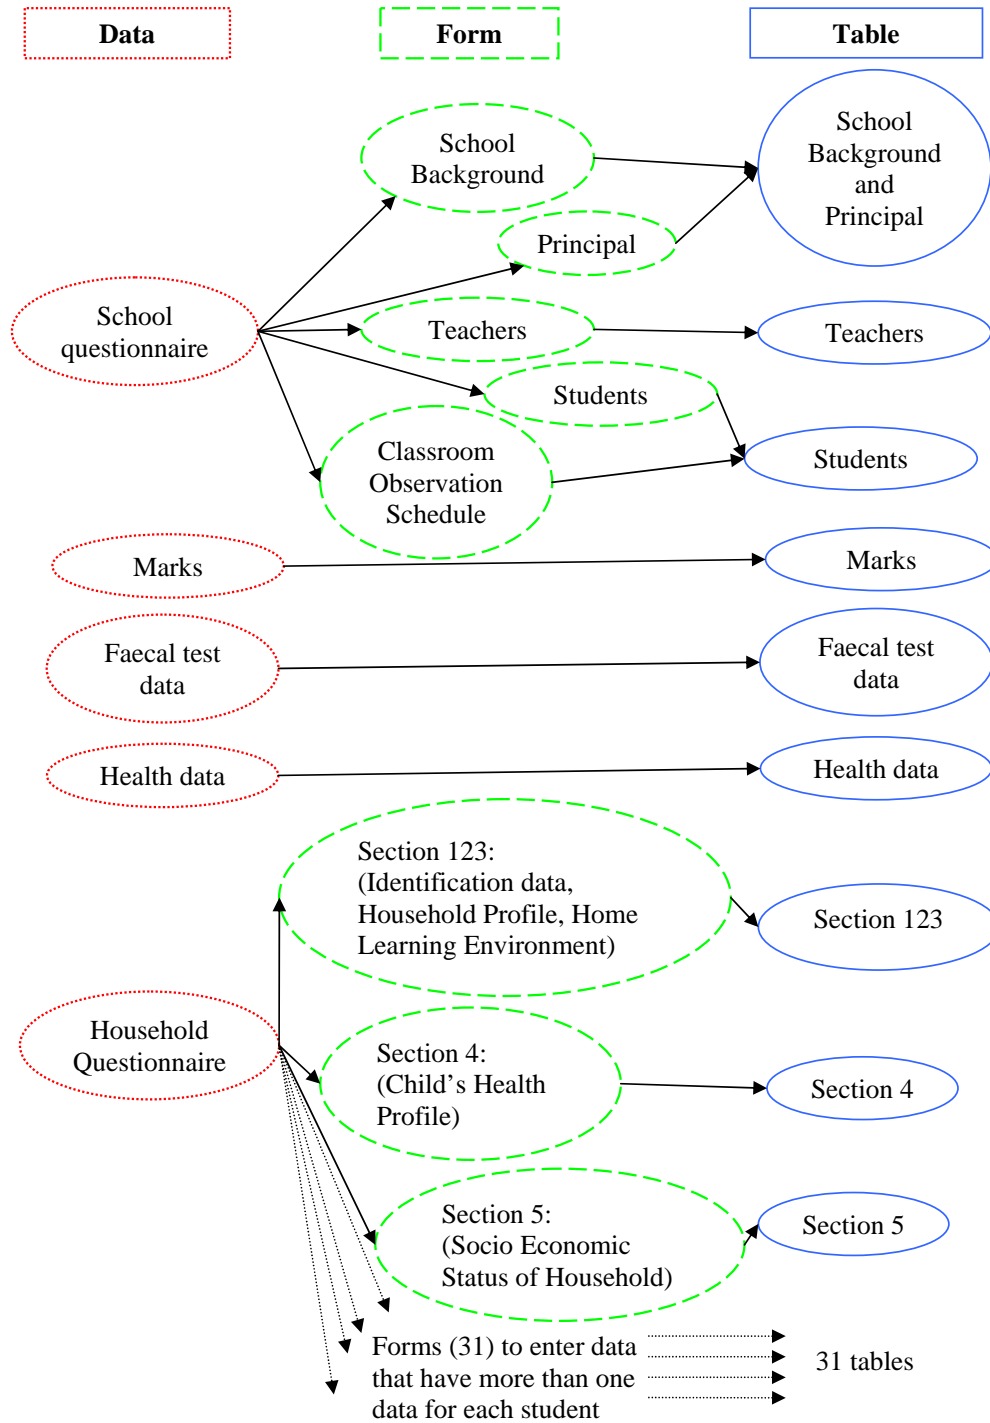 Data
Form
Table
School
Background
School
Background
and
Principal
Principal
School
questionnaire
Teachers
Teachers
Students
Classroom
Observation
Schedule
Students
Marks
Marks
Faecal test
data
Faecal test
data
Health data
Health data
Section 123:
(Identification data,
Household Profile, Home
Learning Environment)
Section 123
Household
Questionnaire
Section 4:
(Child’s Health
Profile)
Section 4
Section 5:
(Socio Economic
Status of Household)
Section 5
Forms (31) to enter data
that have more than one
data for each student
31 tables